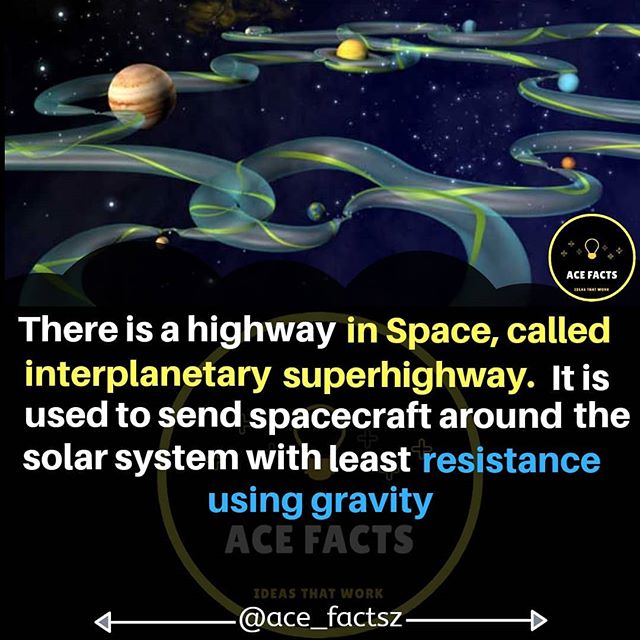 ACE FACTS
IDEAS THAT WORK
There is a highway in Space, called
interplanetary superhighway. It is
used to send spacecraft around the
solar system with least resistance
using gravity
ACE FACTS
IDEAS THAT WORK
@ace_factsz